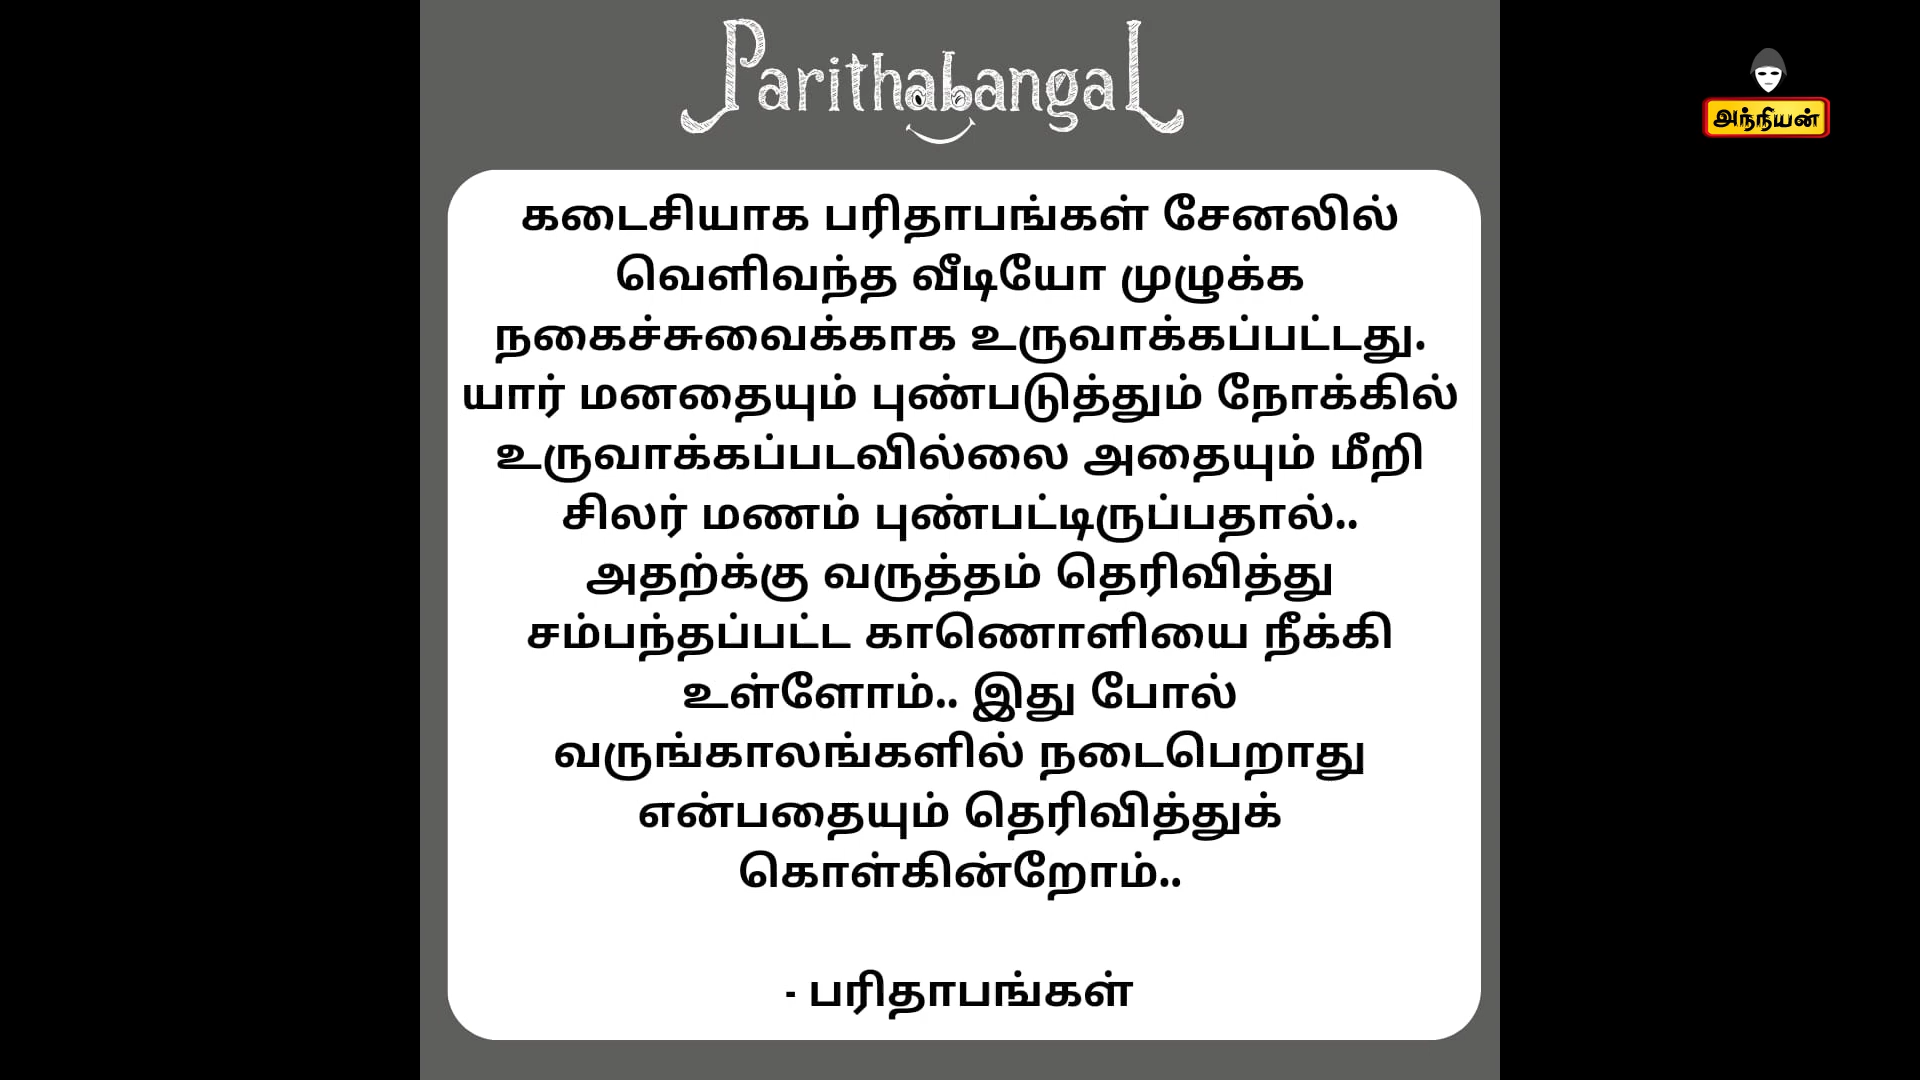 Parithabangal
அந்நியன்
கடைசியாக பரிதாபங்கள் சேனலில்
வெளிவந்த வீடியோ முழுக்க
நகைச்சுவைக்காக உருவாக்கப்பட்டது.
யார் மனதையும் புண்படுத்தும் நோக்கில்
உருவாக்கப்படவில்லை அதையும் மீறி
சிலர் மணம் புண்பட்டிருப்பதால்..
அதற்க்கு வருத்தம் தெரிவித்து
சம்பந்தப்பட்ட காணொளியை நீக்கி
உள்ளோம்.. இது போல்
வருங்காலங்களில் நடைபெறாது
என்பதையும் தெரிவித்துக்
கொள்கின்றோம்..
- பரிதாபங்கள்